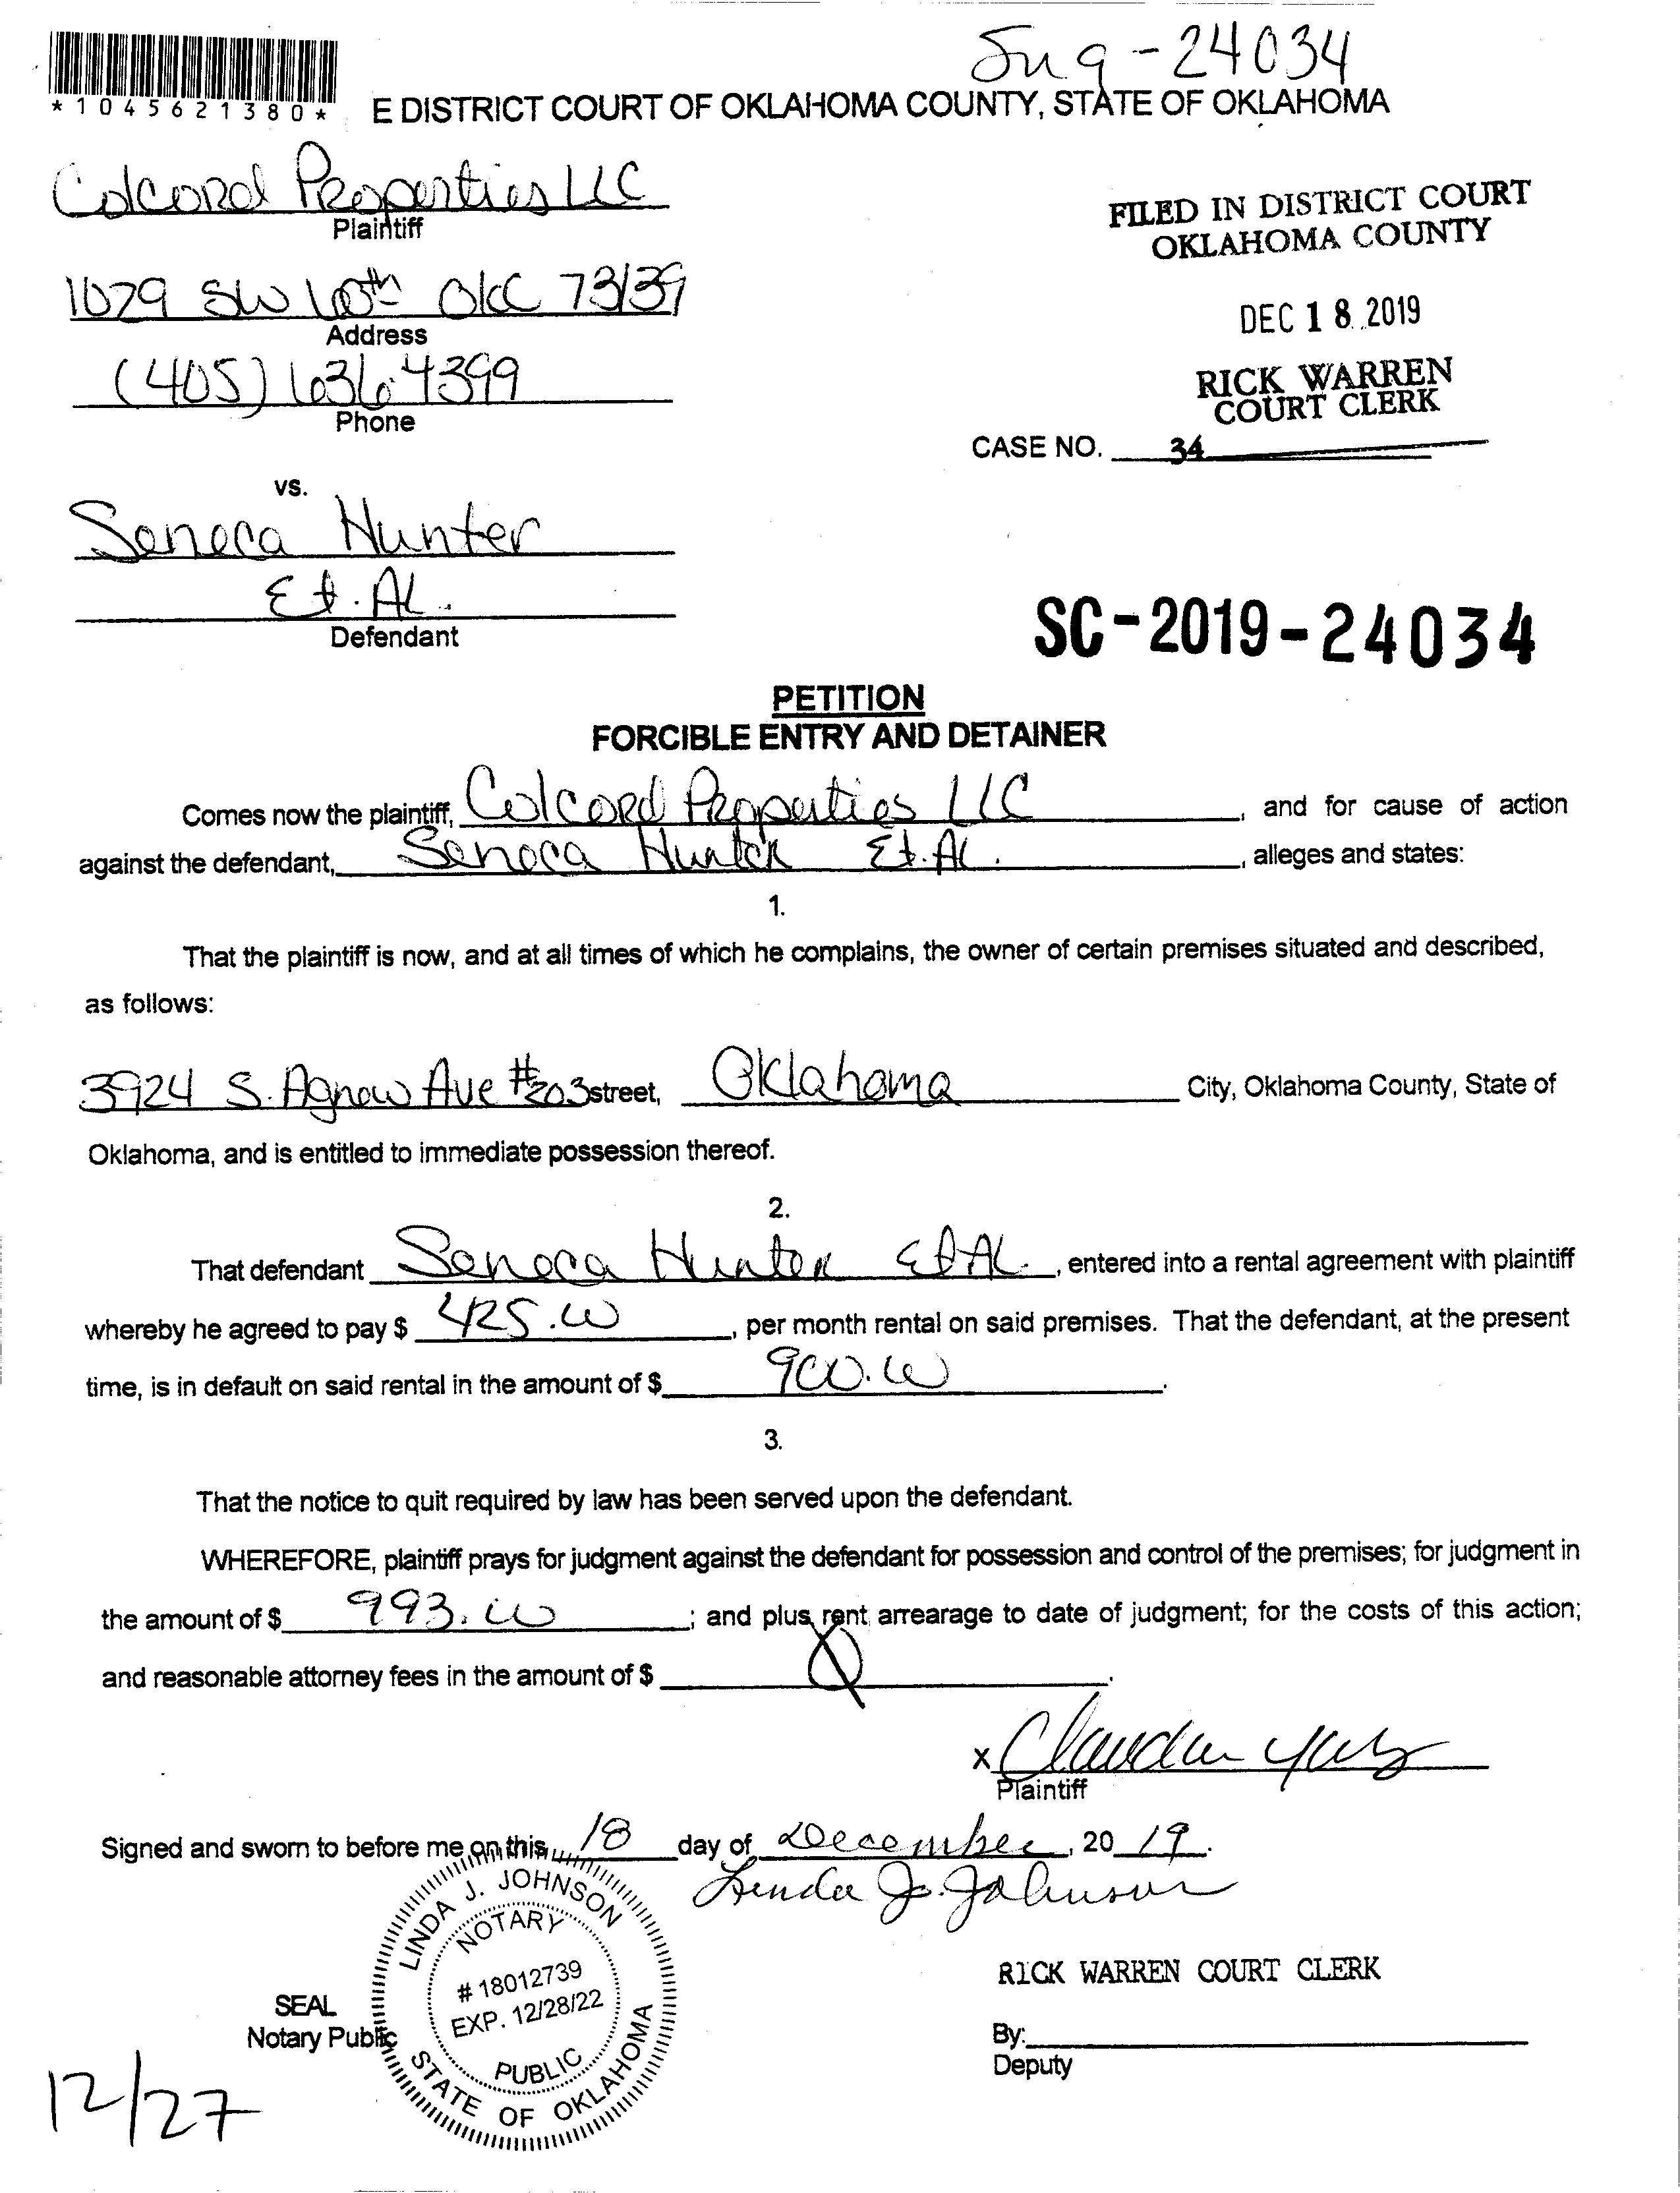 Jug-24034
*1045621380*
E DISTRICT COURT OF OKLAHOMA COUNTY, STATE OF OKLAHOMA
Colcord Properties LLC
Plaintiff
FILED IN DISTRICT COURT
OKLAHOMA COUNTY
1029 SW 60th OKC 73139
Address
DEC 18 2019
(405) 636 4399
Phone
RICK WARREN
COURT CLERK
CASE NO. 34
vs.
Seneca Hunter
Et. Al.
Defendant
SC-2019-24034
PETITION
FORCIBLE ENTRY AND DETAINER
Comes now the plaintiff, Colcord Properties LLC, and for cause of action
against the defendant, Seneca Hunter Et. Al., alleges and states:
1.
That the plaintiff is now, and at all times of which he complains, the owner of certain premises situated and described,
as follows:
3924 S. Agnew Ave #203 street, Oklahoma City, Oklahoma County, State of
Oklahoma, and is entitled to immediate possession thereof.
2.
That defendant Seneca Hunter Et Al., entered into a rental agreement with plaintiff
whereby he agreed to pay $ 425.00, per month rental on said premises. That the defendant, at the present
time, is in default on said rental in the amount of $ 900.00.
3.
That the notice to quit required by law has been served upon the defendant.
WHEREFORE, plaintiff prays for judgment against the defendant for possession and control of the premises; for judgment in
the amount of $ 993.00; and plus rent arrearage to date of judgment; for the costs of this action;
and reasonable attorney fees in the amount of $ 0.
x Claudia
Plaintiff
Signed and sworn to before me on this 18 day of December, 20 19.
Linda J. Johnson
LINDA J. JOHNSON
NOTARY
# 18012739
EXP. 12/28/22
PUBLIC
STATE OF OKLAHOMA
RICK WARREN COURT CLERK
SEAL
Notary Public
By:
Deputy
12/27